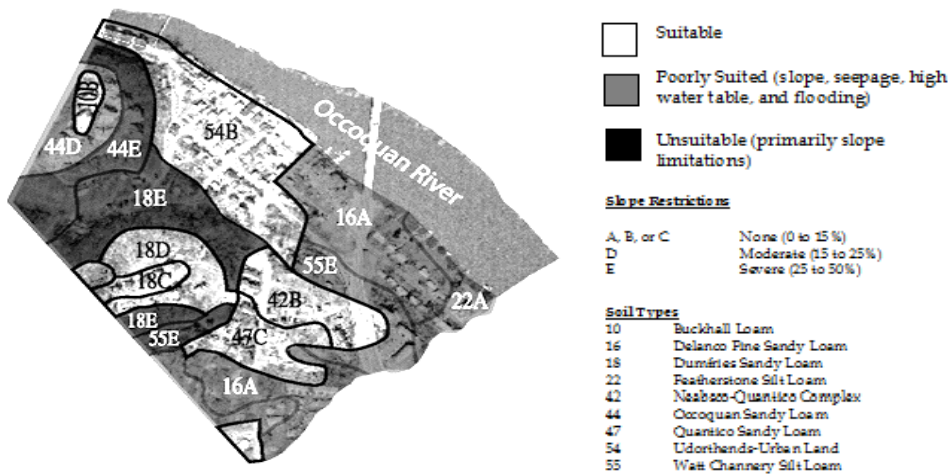 Occoquan River
10B
54B
44D
44E
18E
16A
18D
55E
18C
42B
22A
18E
55E
47C
16A
Suitable
Poorly Suited (slope, seepage, high
water table, and flooding)
Unsuitable (primarily slope
limitations)
Slope Restrictions
A, B, or C None (0 to 15%)
D Moderate (15 to 25%)
E Severe (25 to 50%)
Soil Types
10 Buckhall Loam
16 Delanco Fine Sandy Loam
18 Dumfries Sandy Loam
22 Featherstone Silt Loam
42 Neabsco-Quantico Complex
44 Occoquan Sandy Loam
47 Quantico Sandy Loam
54 Udorthends-Urban Land
55 Watt Channery Silt Loam